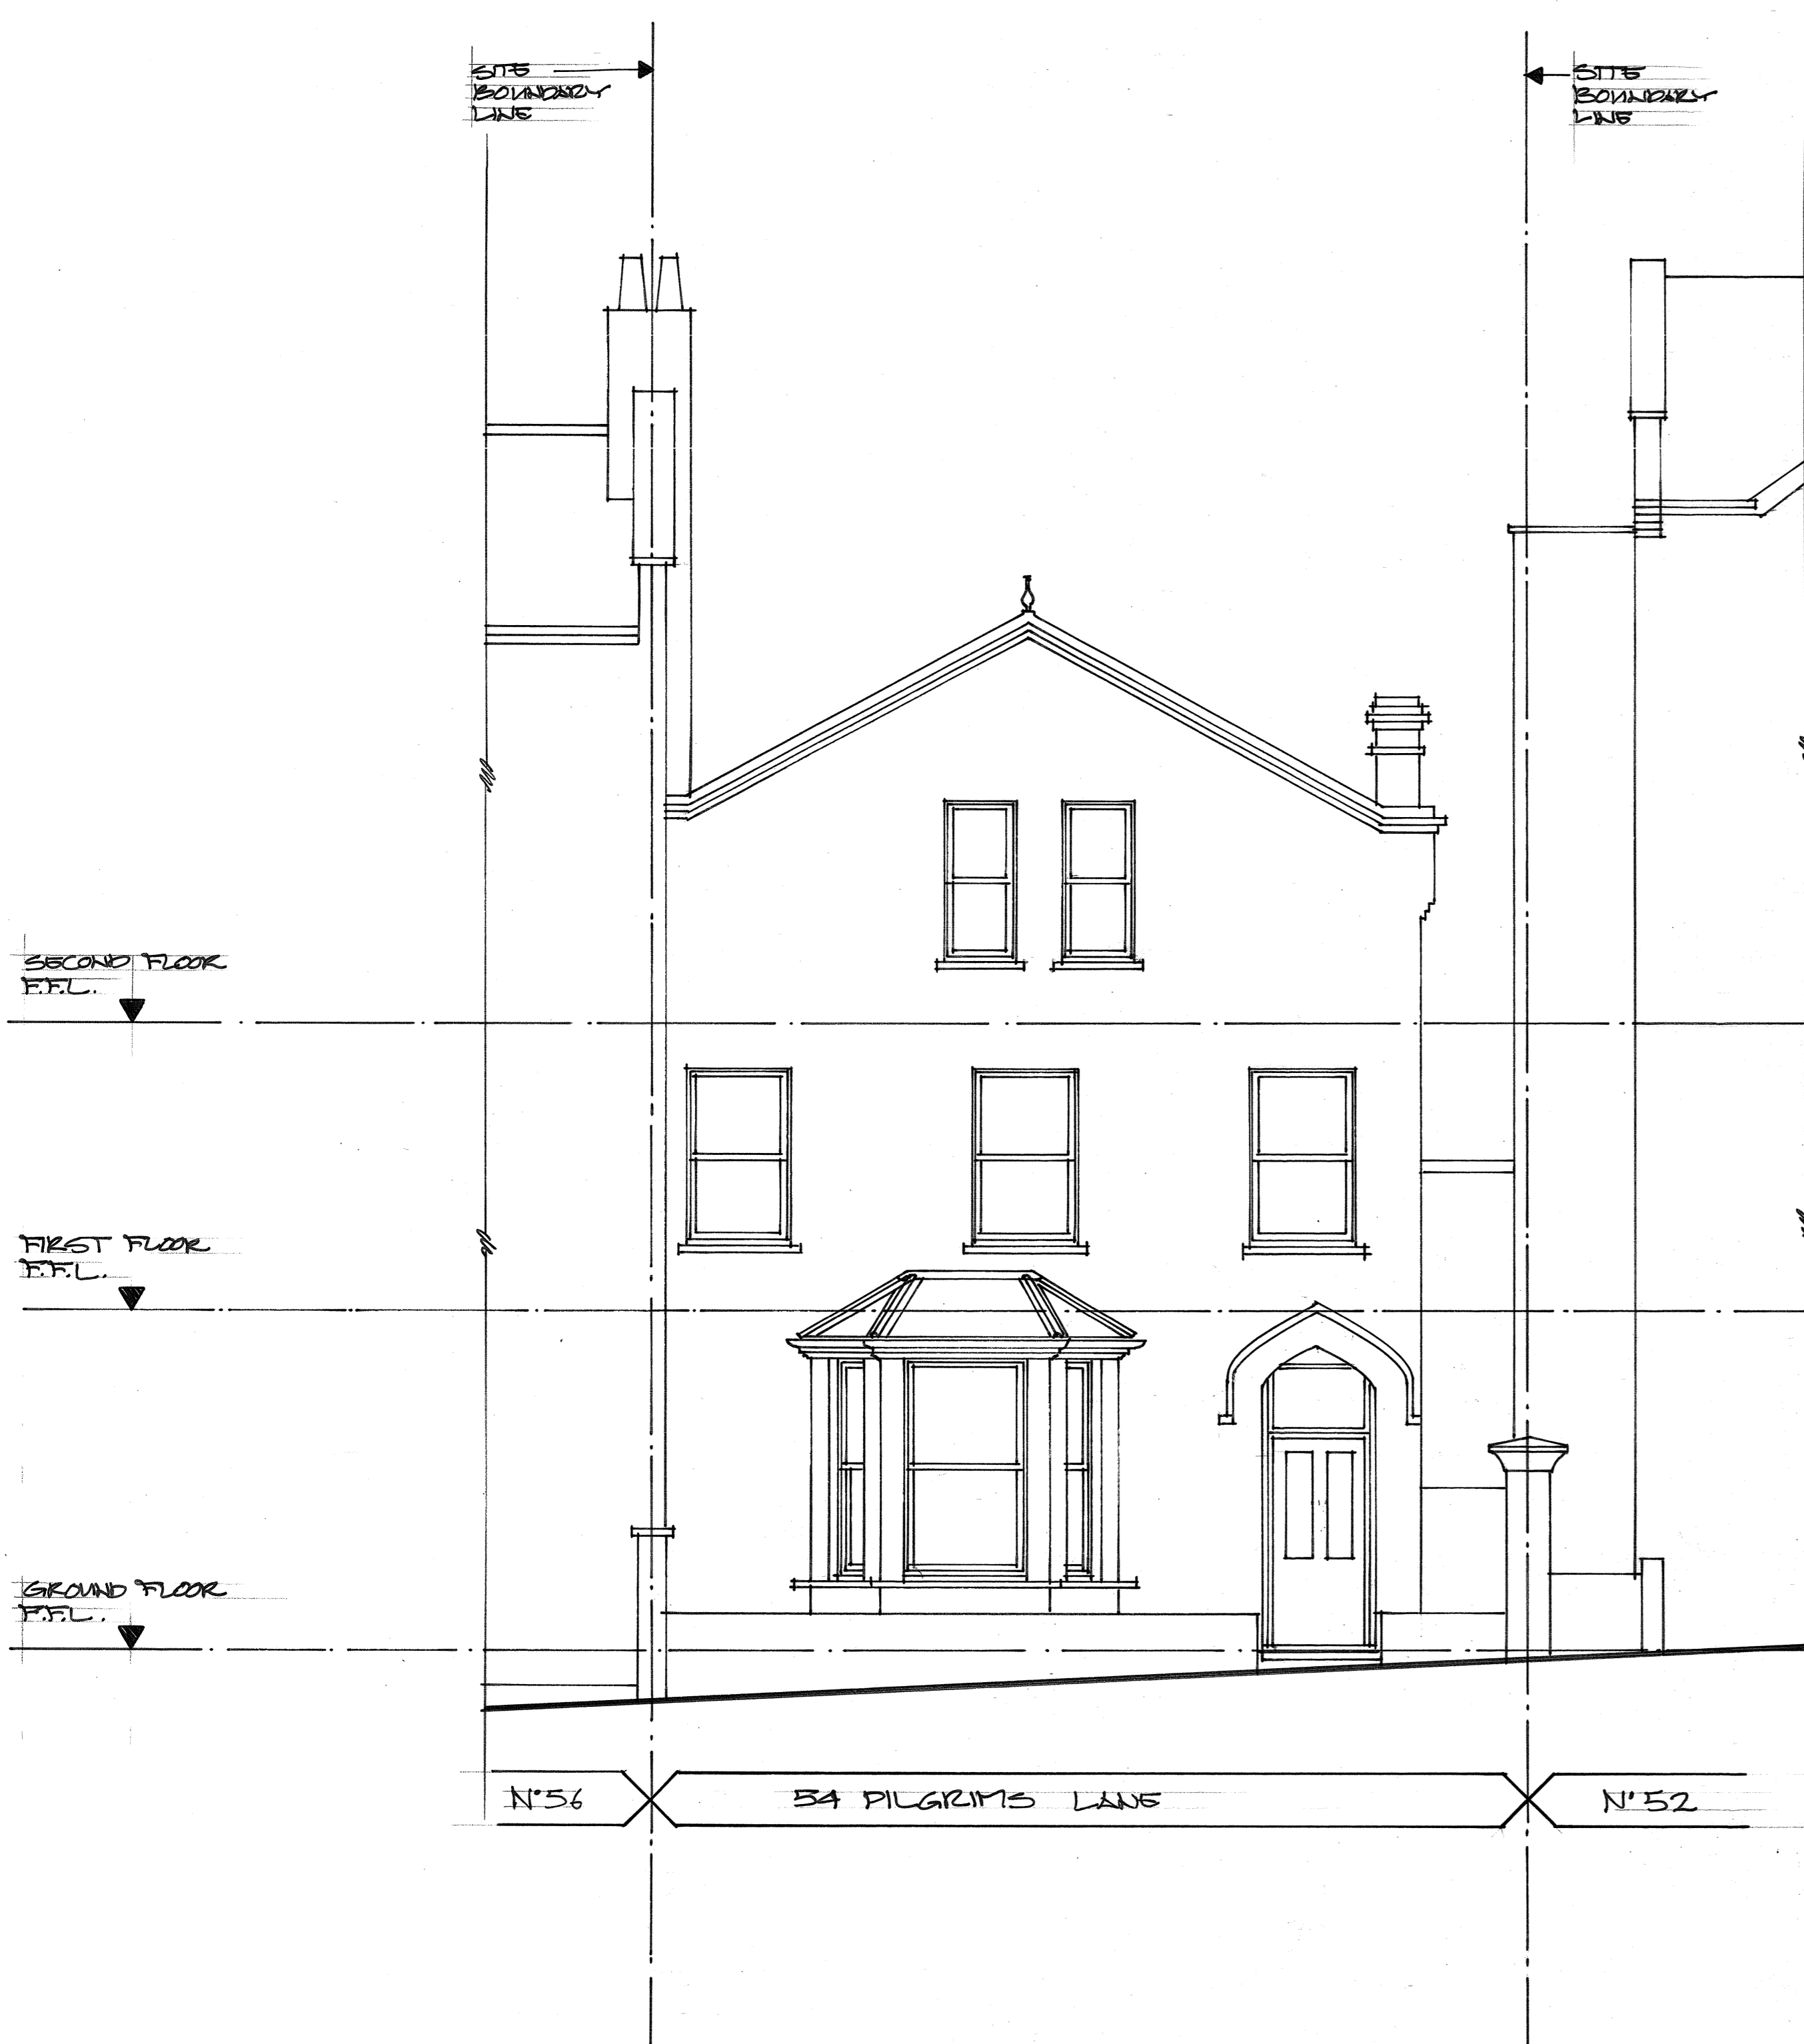 SITE
BOUNDARY
LINE
SITE
BOUNDARY
LINE
SECOND FLOOR
F.F.L.
FIRST FLOOR
F.F.L.
GROUND FLOOR
F.F.L.
N°56
54 PILGRIMS LANE
N°52